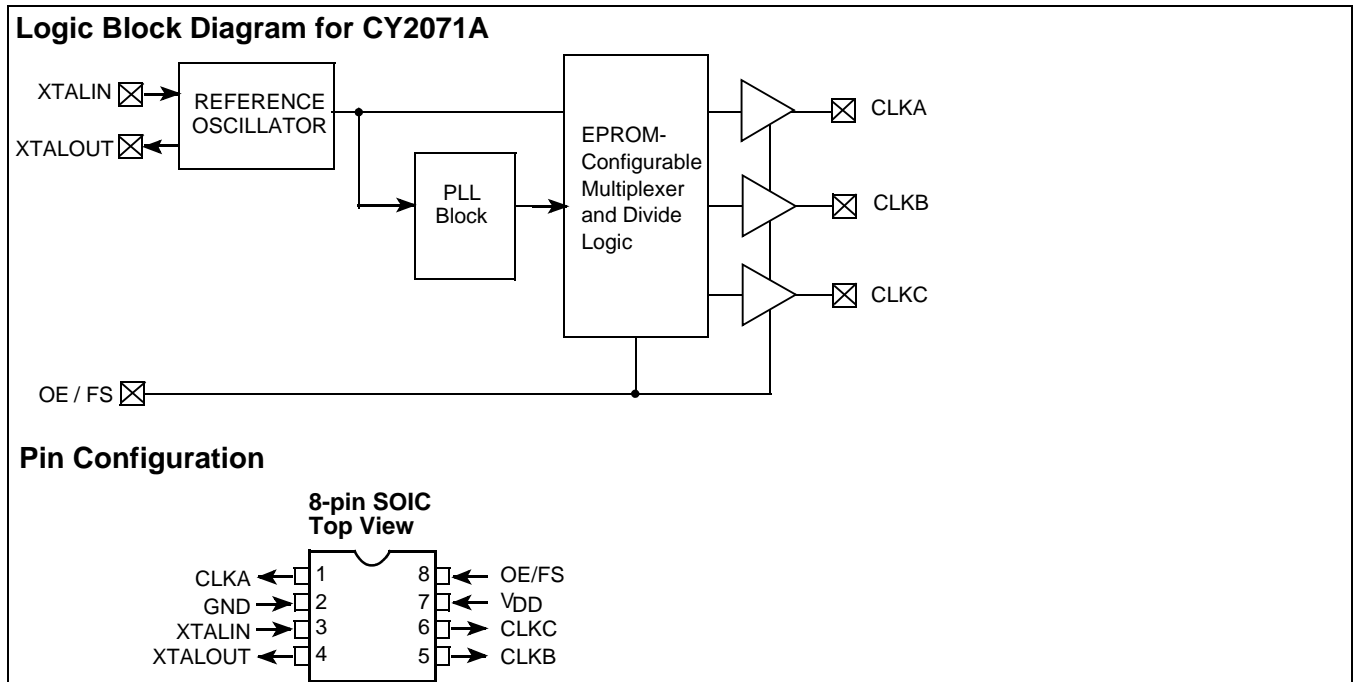 Logic Block Diagram for CY2071A
XTALIN
XTALOUT
REFERENCE
OSCILLATOR
PLL
Block
EPROM-
Configurable
Multiplexer
and Divide
Logic
CLKA
CLKB
CLKC
OE / FS
Pin Configuration
8-pin SOIC
Top View
CLKA 1 8 OE/FS
GND 2 7 VDD
XTALIN 3 6 CLKC
XTALOUT 4 5 CLKB